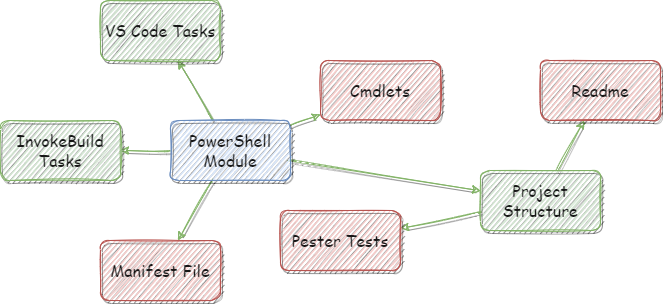 VS Code Tasks
Cmdlets
Readme
InvokeBuild
Tasks
PowerShell
Module
Project
Structure
Pester Tests
Manifest File